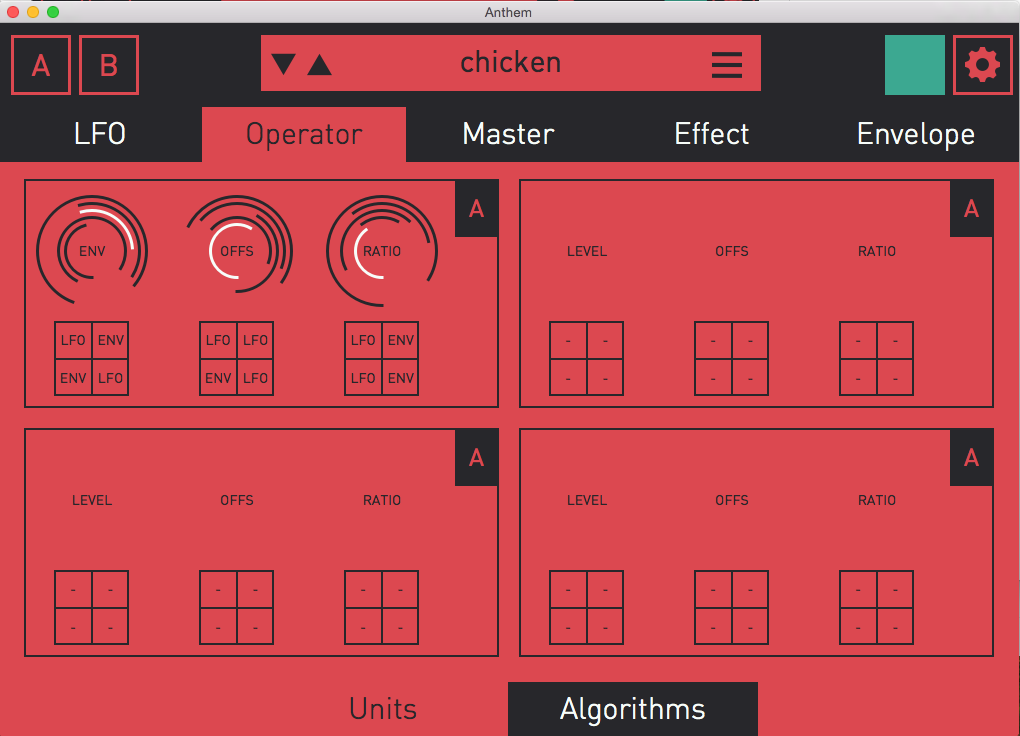 Anthem
A B chicken
LFO Operator Master Effect Envelope
A A
ENV OFFS RATIO LEVEL OFFS RATIO
LFO ENV LFO LFO LFO ENV - - - - - -
ENV LFO ENV LFO LFO ENV - - - - - -
A A
LEVEL OFFS RATIO LEVEL OFFS RATIO
- - - - - - - - - - - -
- - - - - - - - - - - -
Units Algorithms